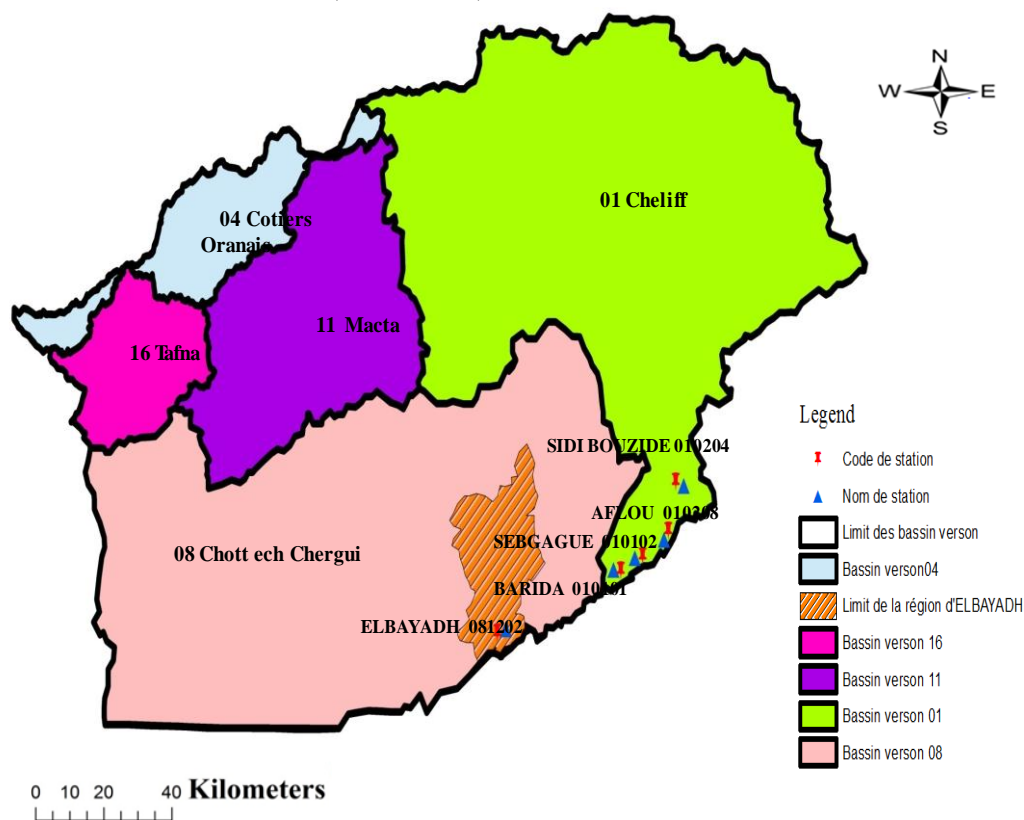 N
W E
S
01 Cheliff
04 Cotiers
Oranais
11 Macta
16 Tafna
SIDI BOUZIDE 010204
AFLOU 010208
SEBGAGUE 010102
08 Chott ech Chergui
BARIDA 010101
ELBAYADH 081202
Legend
Code de station
Nom de station
Limit des bassin verson
Bassin verson04
Limit de la région d'ELBAYADH
Bassin verson 16
Bassin verson 11
Bassin verson 01
Bassin verson 08
Kilometers
0 10 20 40